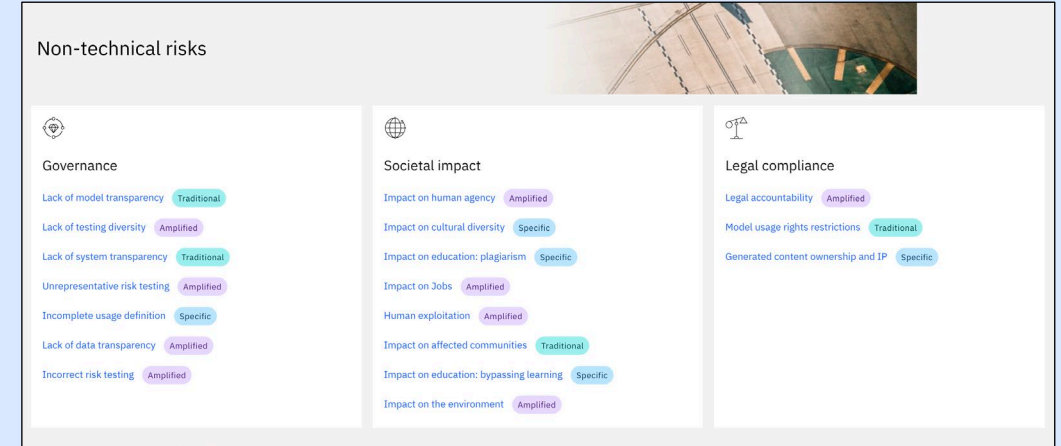 Non-technical risks
Governance
Lack of model transparency Traditional
Lack of testing diversity Amplified
Lack of system transparency Traditional
Unrepresentative risk testing Amplified
Incomplete usage definition Specific
Lack of data transparency Amplified
Incorrect risk testing Amplified
Societal impact
Impact on human agency Amplified
Impact on cultural diversity Specific
Impact on education: plagiarism Specific
Impact on Jobs Amplified
Human exploitation Amplified
Impact on affected communities Traditional
Impact on education: bypassing learning Specific
Impact on the environment Amplified
Legal compliance
Legal accountability Amplified
Model usage rights restrictions Traditional
Generated content ownership and IP Specific